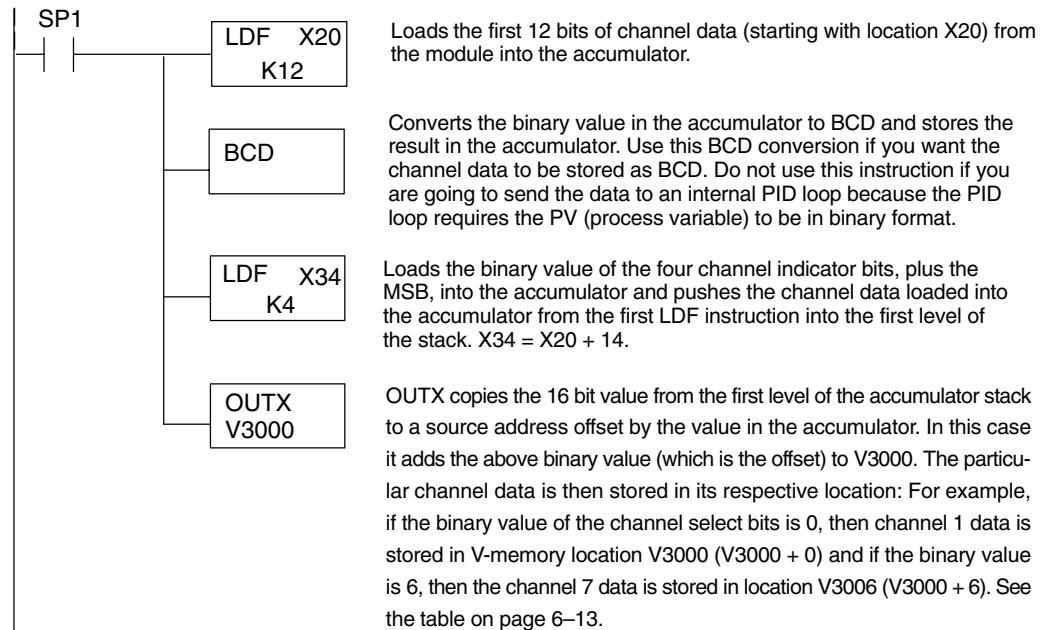 SP1
LDF X20
K12
Loads the first 12 bits of channel data (starting with location X20) from
the module into the accumulator.
BCD
Converts the binary value in the accumulator to BCD and stores the
result in the accumulator. Use this BCD conversion if you want the
channel data to be stored as BCD. Do not use this instruction if you
are going to send the data to an internal PID loop because the PID
loop requires the PV (process variable) to be in binary format.
LDF X34
K4
Loads the binary value of the four channel indicator bits, plus the
MSB, into the accumulator and pushes the channel data loaded into
the accumulator from the first LDF instruction into the first level of
the stack. X34 = X20 + 14.
OUTX
V3000
OUTX copies the 16 bit value from the first level of the accumulator stack
to a source address offset by the value in the accumulator. In this case
it adds the above binary value (which is the offset) to V3000. The particu-
lar channel data is then stored in its respective location: For example,
if the binary value of the channel select bits is 0, then channel 1 data is
stored in V-memory location V3000 (V3000 + 0) and if the binary value
is 6, then the channel 7 data is stored in location V3006 (V3000 + 6). See
the table on page 6–13.